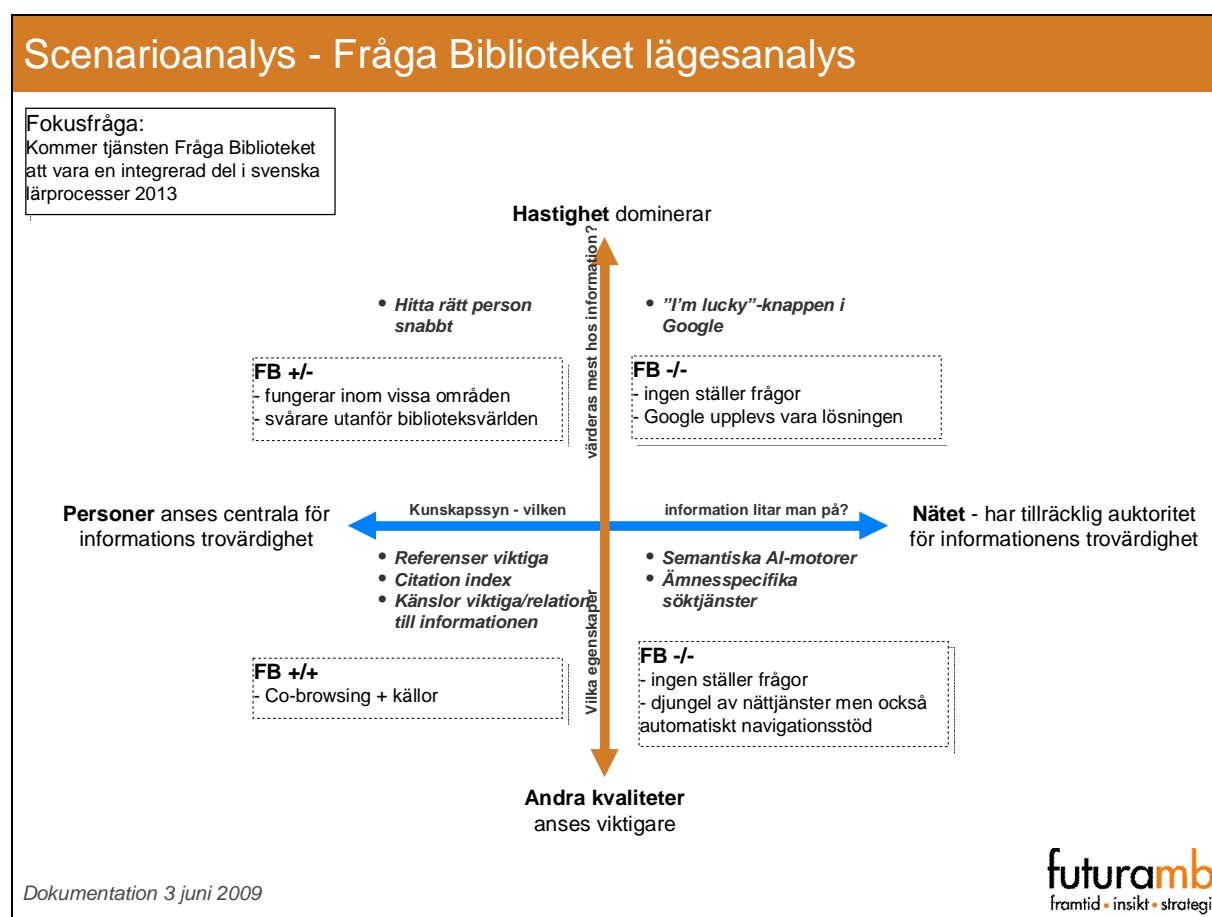 Scenarioanalys - Fråga Biblioteket lägesanalys
Fokusfråga:
Kommer tjänsten Fråga Biblioteket
att vara en integrerad del i svenska
lärprocesser 2013
Hastighet dominerar
• Hitta rätt person
snabbt
• ”I’m lucky”-knappen i
Google
FB +/-
- fungerar inom vissa områden
- svårare utanför biblioteksvärlden
FB -/-
- ingen ställer frågor
- Google upplevs vara lösningen
Vilka egenskaper värderas mest hos information?
Personer anses centrala för
informations trovärdighet
Kunskapssyn - vilken information litar man på?
Nätet - har tillräcklig auktoritet
för informationens trovärdighet
• Referenser viktiga
• Citation index
• Känslor viktiga/relation
till informationen
• Semantiska AI-motorer
• Ämnesspecifika
söktjänster
FB +/+
- Co-browsing + källor
FB -/-
- ingen ställer frågor
- djungel av nättjänster men också
automatiskt navigationsstöd
Andra kvaliteter
anses viktigare
Dokumentation 3 juni 2009
futuramb
framtid • insikt • strategi